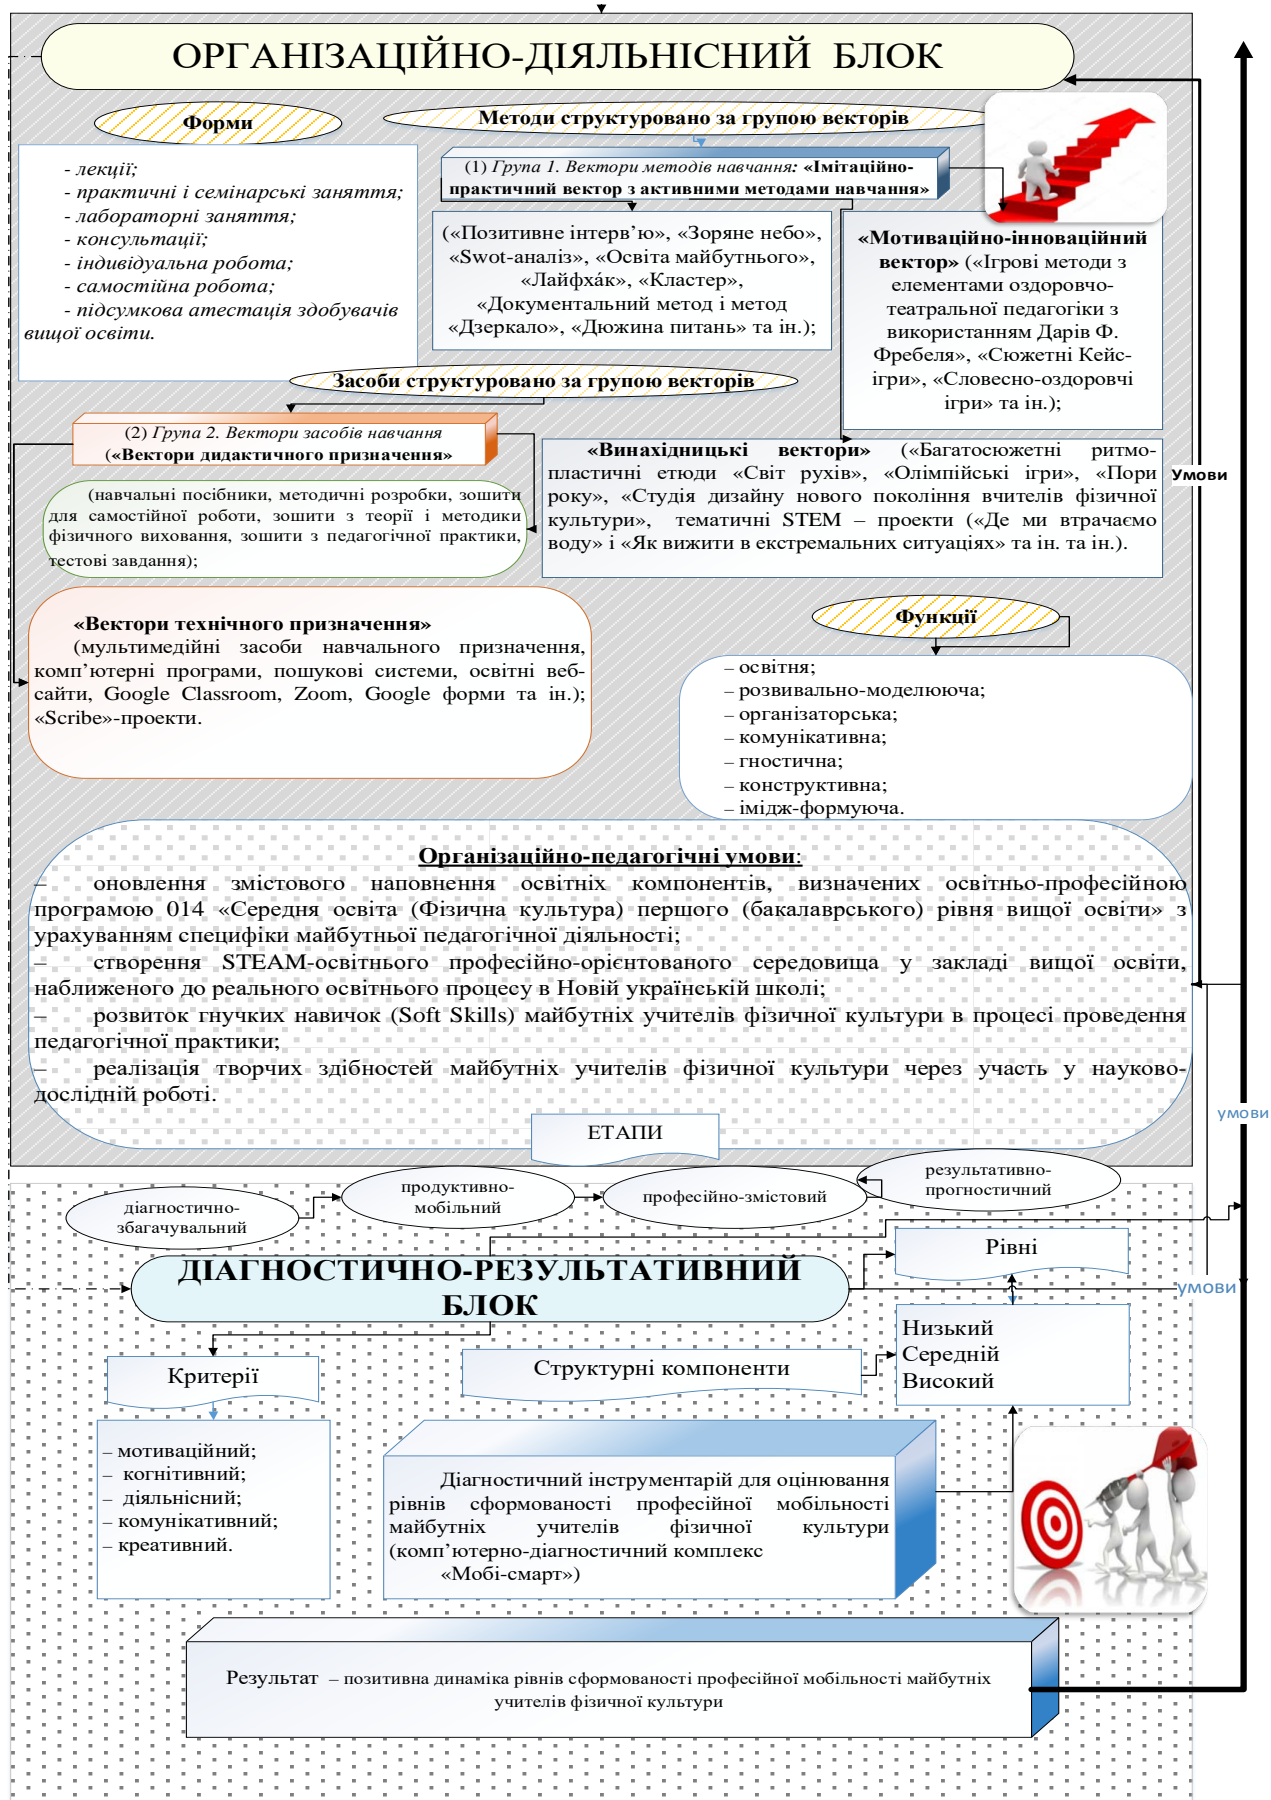 ОРГАНІЗАЦІЙНО-ДІЯЛЬНІСНИЙ БЛОК
Форми
Методи структуровано за групою векторів
- лекції;
- практичні і семінарські заняття;
- лабораторні заняття;
- консультації;
- індивідуальна робота;
- самостійна робота;
- підсумкова атестація здобувачів
вищої освіти.
(1) Група 1. Вектори методів навчання: «Імітаційно-
практичний вектор з активними методами навчання»
(«Позитивне інтерв’ю», «Зоряне небо»,
«Swot-аналіз», «Освіта майбутнього»,
«Лайфхáк», «Кластер»,
«Документальний метод і метод
«Дзеркало», «Дюжина питань» та ін.);
«Мотиваційно-інноваційний
вектор» («Ігрові методи з
елементами оздоровчо-
театральної педагогіки з
використанням Дарів Ф.
Фребеля», «Сюжетні Кейс-
ігри», «Словесно-оздоровчі
ігри» та ін.);
Засоби структуровано за групою векторів
(2) Група 2. Вектори засобів навчання
(«Вектори дидактичного призначення»
(навчальні посібники, методичні розробки, зошити
для самостійної роботи, зошити з теорії і методики
фізичного виховання, зошити з педагогічної практики,
тестові завдання);
«Винахідницькі вектори» («Багатосюжетні ритмо-
пластичні етюди «Світ рухів», «Олімпійські ігри», «Пори
року», «Студія дизайну нового покоління вчителів фізичної
культури», тематичні STEM – проекти («Де ми втрачаємо
воду» і «Як вижити в екстремальних ситуаціях» та ін. та ін.).
Умови
«Вектори технічного призначення»
(мультимедійні засоби навчального призначення,
комп’ютерні програми, пошукові системи, освітні веб-
сайти, Google Classroom, Zoom, Google форми та ін.);
«Scribe»-проекти.
Функції
– освітня;
– розвивально-моделююча;
– організаторська;
– комунікативна;
– гностична;
– конструктивна;
– імідж-формуюча.
Організаційно-педагогічні умови:
– оновлення змістового наповнення освітніх компонентів, визначених освітньо-професійною
програмою 014 «Середня освіта (Фізична культура) першого (бакалаврського) рівня вищої освіти» з
урахуванням специфіки майбутньої педагогічної діяльності;
– створення STEAM-освітнього професійно-орієнтованого середовища у закладі вищої освіти,
наближеного до реального освітнього процесу в Новій українській школі;
– розвиток гнучких навичок (Soft Skills) майбутніх учителів фізичної культури в процесі проведення
педагогічної практики;
– реалізація творчих здібностей майбутніх учителів фізичної культури через участь у науково-
дослідній роботі.
умови
ЕТАПИ
діагностично-
збагачувальний
продуктивно-
мобільний
професійно-змістовий
результативно-
прогностичний
ДІАГНОСТИЧНО-РЕЗУЛЬТАТИВНИЙ
БЛОК
Рівні
умови
Критерії
Структурні компоненти
Низький
Середній
Високий
– мотиваційний;
– когнітивний;
– діяльнісний;
– комунікативний;
– креативний.
Діагностичний інструментарій для оцінювання
рівнів сформованості професійної мобільності
майбутніх учителів фізичної культури
(комп’ютерно-діагностичний комплекс
«Мобі-смарт»)
Результат – позитивна динаміка рівнів сформованості професійної мобільності майбутніх
учителів фізичної культури